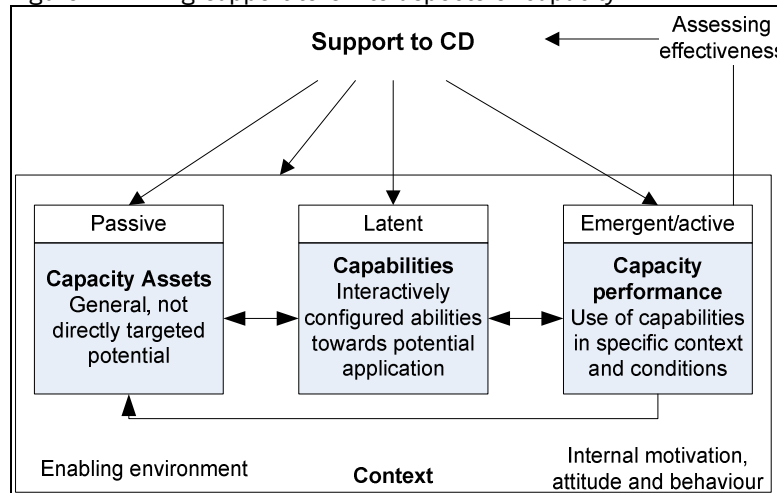 Support to CD
Assessing
effectiveness
Passive
Capacity Assets
General, not
directly targeted
potential
Latent
Capabilities
Interactively
configured abilities
towards potential
application
Emergent/active
Capacity
performance
Use of capabilities
in specific context
and conditions
Enabling environment
Context
Internal motivation,
attitude and behaviour